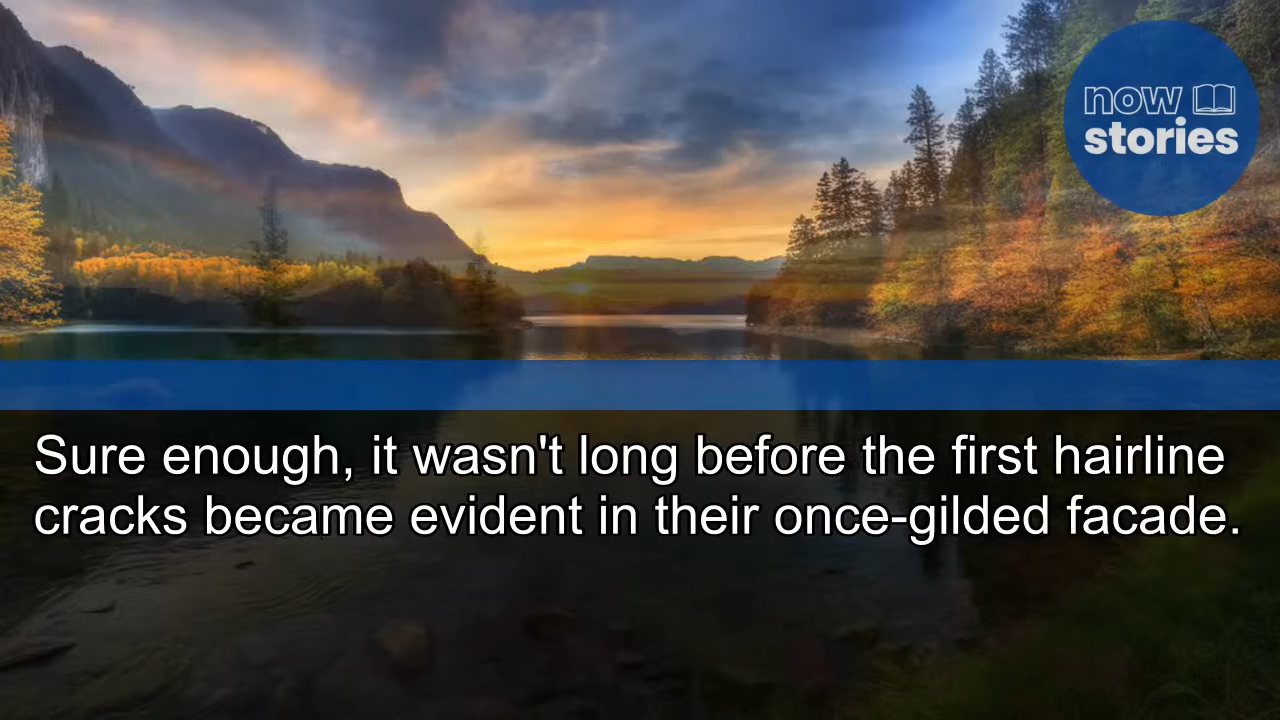 now
stories
Sure enough, it wasn't long before the first hairline
cracks became evident in their once-gilded facade.